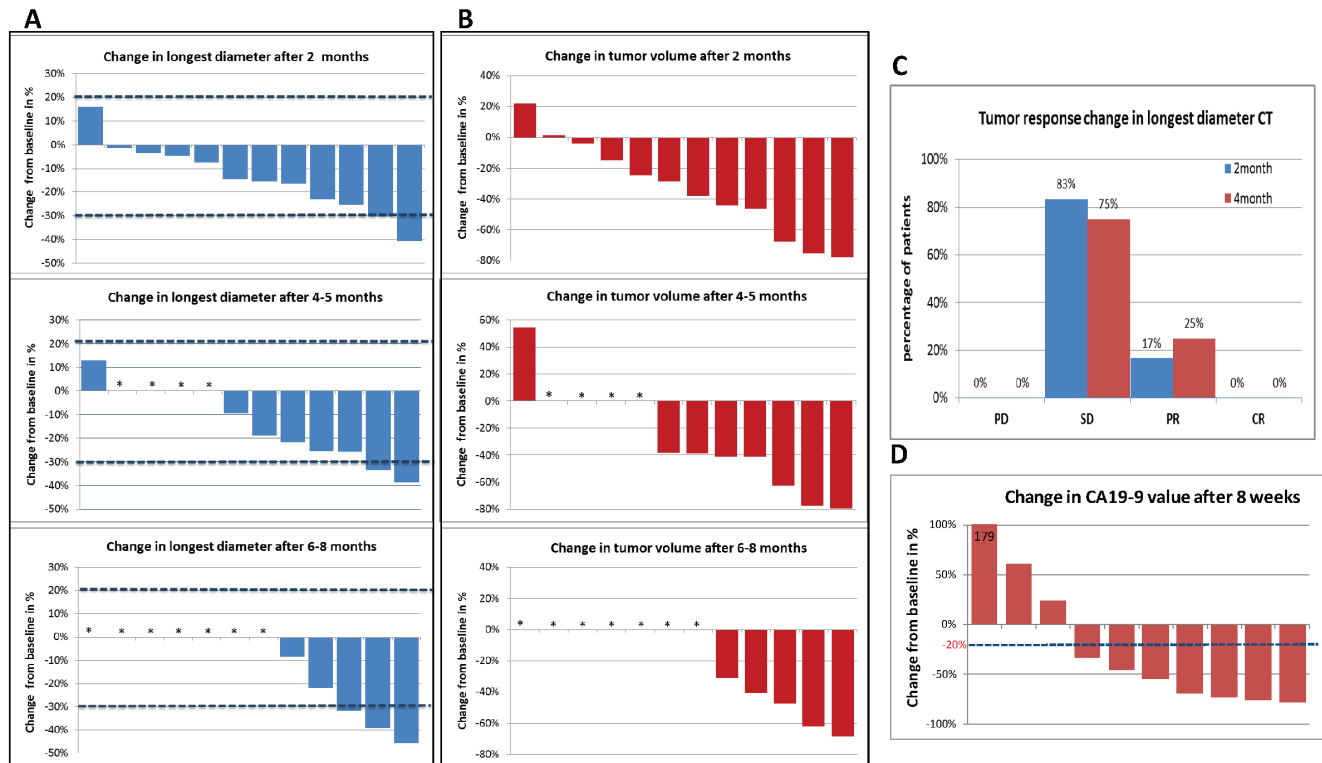 A
Change in longest diameter after 2 months
Change from baseline in %
30%
20%
10%
0%
-10%
-20%
-30%
-40%
-50%
Change in longest diameter after 4-5 months
Change from baseline in %
30%
20%
10%
0%
-10%
-20%
-30%
-40%
-50%
* * * *
Change in longest diameter after 6-8 months
Change from baseline in %
30%
20%
10%
0%
-10%
-20%
-30%
-40%
-50%
* * * * * * *
B
Change in tumor volume after 2 months
Change from baseline in %
40%
20%
0%
-20%
-40%
-60%
-80%
Change in tumor volume after 4-5 months
Change from baseline in %
60%
40%
20%
0%
-20%
-40%
-60%
-80%
* * * *
Change in tumor volume after 6-8 months
Change from baseline in %
40%
20%
0%
-20%
-40%
-60%
-80%
* * * * * * *
C
Tumor response change in longest diameter CT
percentage of patients
100%
80%
60%
40%
20%
0%
2month
4month
0% 0%
83% 75%
17% 25%
0% 0%
PD SD PR CR
D
Change in CA19-9 value after 8 weeks
Change from baseline in %
100%
50%
0%
-20%
-50%
-100%
179